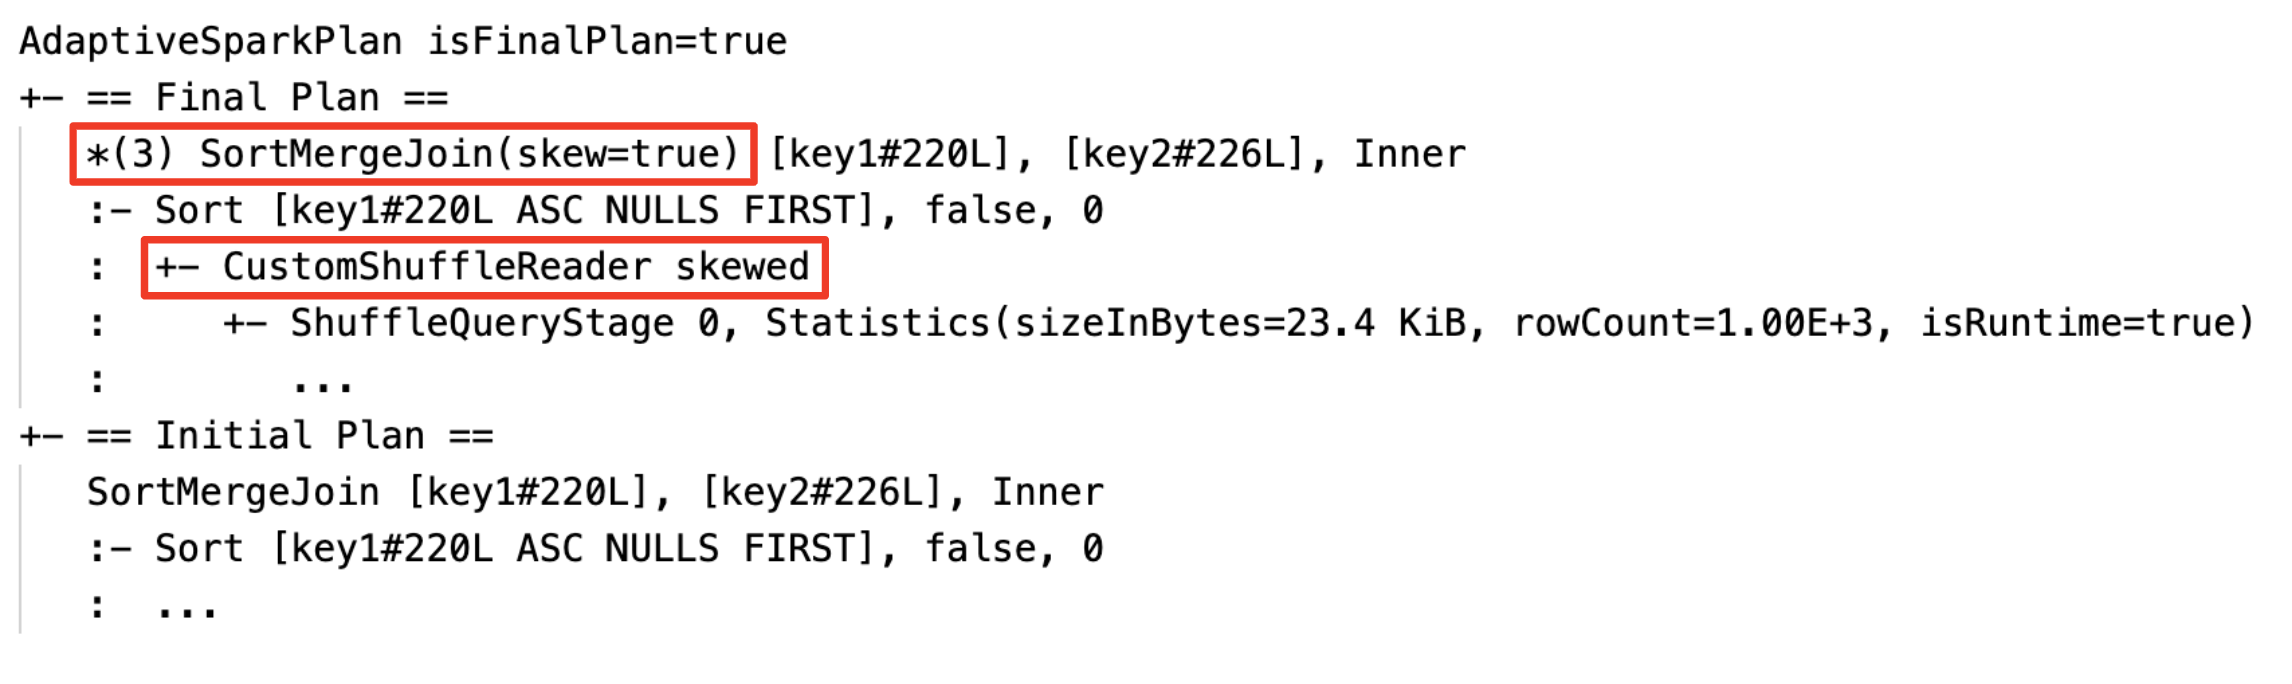 AdaptiveSparkPlan isFinalPlan=true
+- == Final Plan ==
*(3) SortMergeJoin(skew=true) [key1#220L], [key2#226L], Inner
:- Sort [key1#220L ASC NULLS FIRST], false, 0
: +- CustomShuffleReader skewed
: +- ShuffleQueryStage 0, Statistics(sizeInBytes=23.4 KiB, rowCount=1.00E+3, isRuntime=true)
: ...
+- == Initial Plan ==
SortMergeJoin [key1#220L], [key2#226L], Inner
:- Sort [key1#220L ASC NULLS FIRST], false, 0
: ...